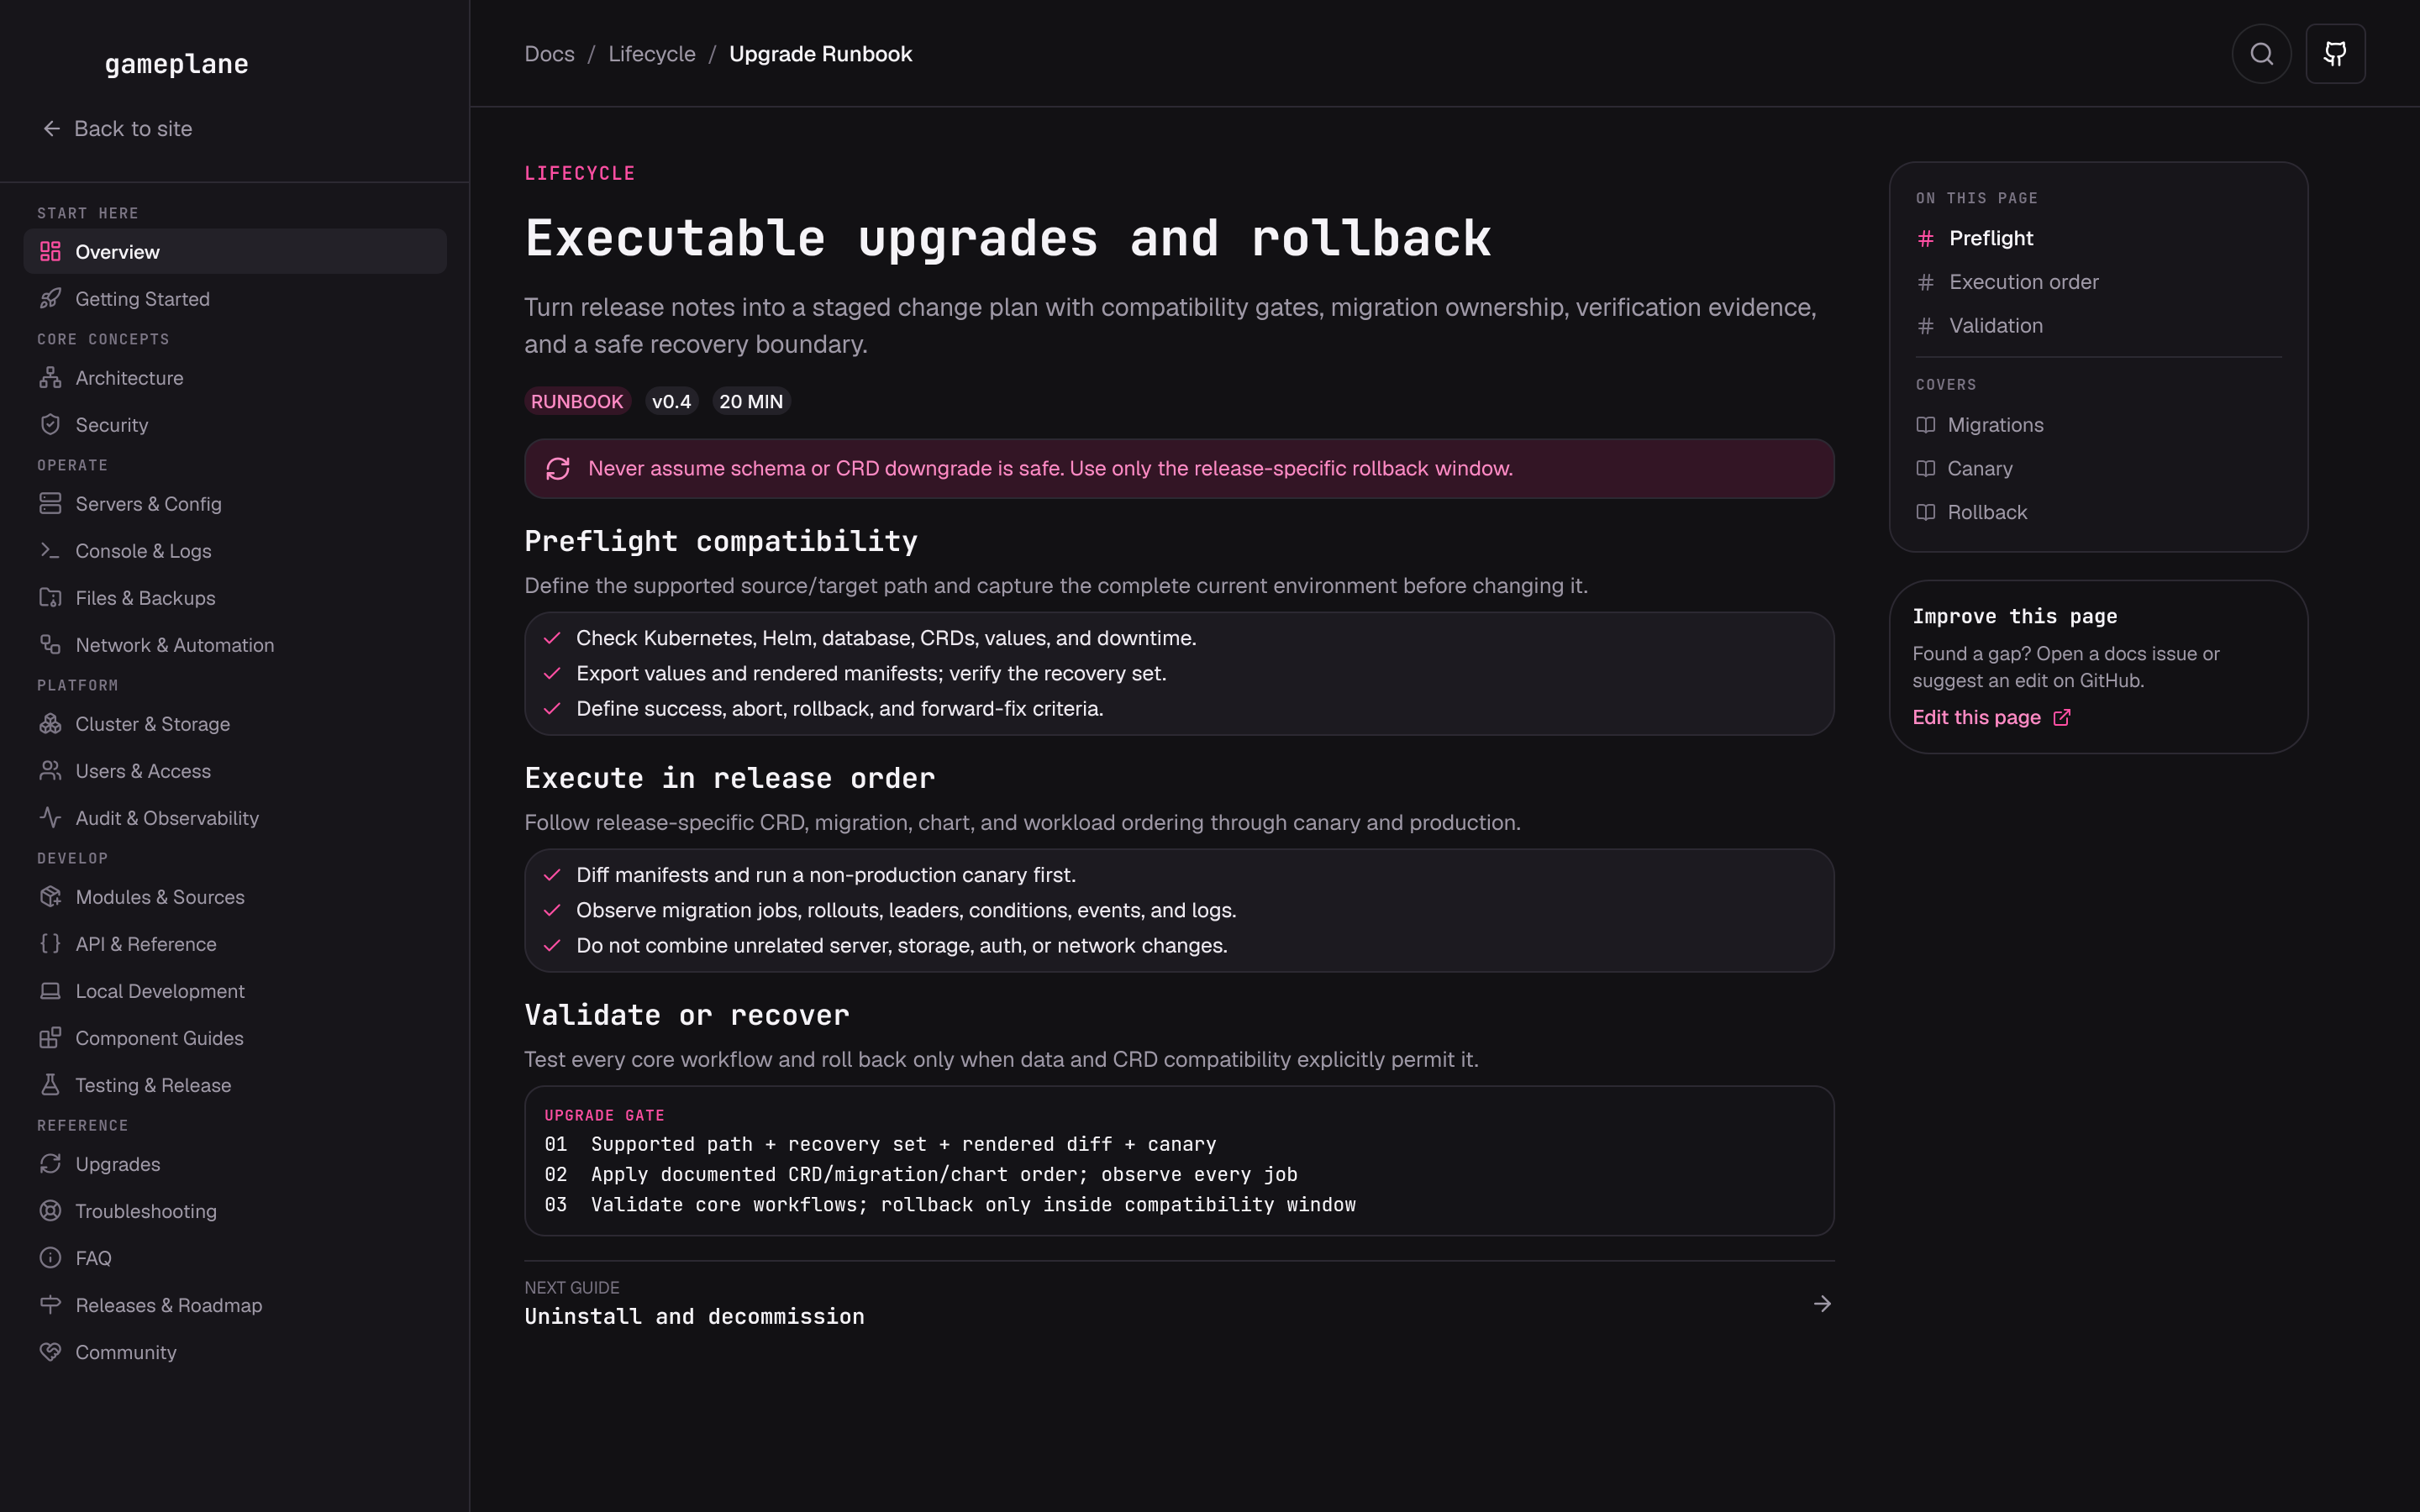 gameplane
Back to site
START HERE
Overview
Getting Started
CORE CONCEPTS
Architecture
Security
OPERATE
Servers & Config
Console & Logs
Files & Backups
Network & Automation
PLATFORM
Cluster & Storage
Users & Access
Audit & Observability
DEVELOP
Modules & Sources
API & Reference
Local Development
Component Guides
Testing & Release
REFERENCE
Upgrades
Troubleshooting
FAQ
Releases & Roadmap
Community
Docs / Lifecycle / Upgrade Runbook
LIFECYCLE
Executable upgrades and rollback
Turn release notes into a staged change plan with compatibility gates, migration ownership, verification evidence,
and a safe recovery boundary.
RUNBOOK v0.4 20 MIN
Never assume schema or CRD downgrade is safe. Use only the release-specific rollback window.
Preflight compatibility
Define the supported source/target path and capture the complete current environment before changing it.
Check Kubernetes, Helm, database, CRDs, values, and downtime.
Export values and rendered manifests; verify the recovery set.
Define success, abort, rollback, and forward-fix criteria.
Execute in release order
Follow release-specific CRD, migration, chart, and workload ordering through canary and production.
Diff manifests and run a non-production canary first.
Observe migration jobs, rollouts, leaders, conditions, events, and logs.
Do not combine unrelated server, storage, auth, or network changes.
Validate or recover
Test every core workflow and roll back only when data and CRD compatibility explicitly permit it.
UPGRADE GATE
01 Supported path + recovery set + rendered diff + canary
02 Apply documented CRD/migration/chart order; observe every job
03 Validate core workflows; rollback only inside compatibility window
NEXT GUIDE
Uninstall and decommission
ON THIS PAGE
# Preflight
# Execution order
# Validation
COVERS
Migrations
Canary
Rollback
Improve this page
Found a gap? Open a docs issue or
suggest an edit on GitHub.
Edit this page